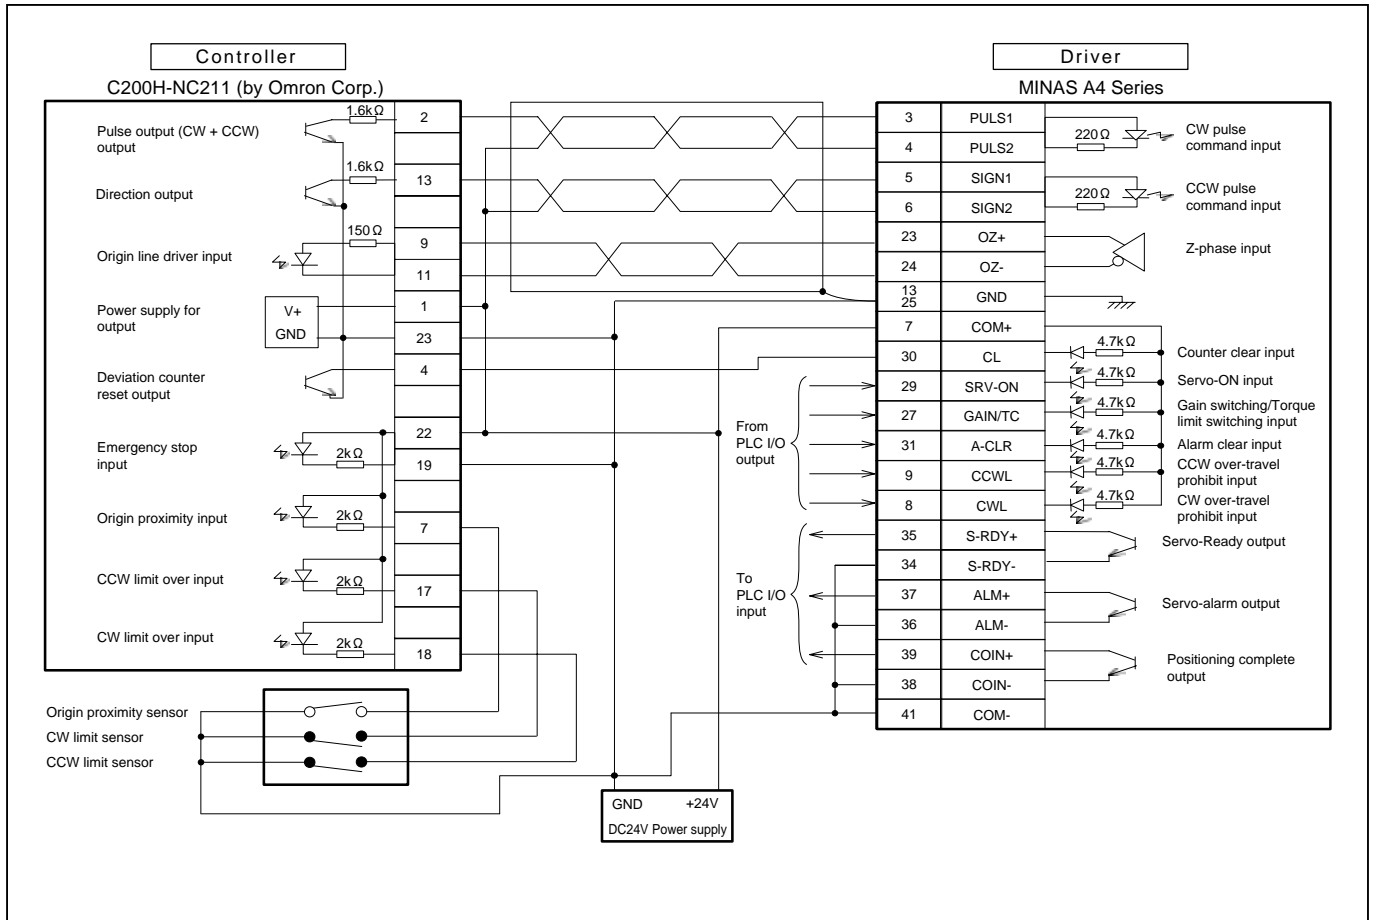 Controller
C200H-NC211 (by Omron Corp.)
Pulse output (CW + CCW)
output
1.6kΩ
2
Direction output
1.6kΩ
13
Origin line driver input
150Ω
9
11
Power supply for
output
V+
GND
1
23
Deviation counter
reset output
4
Emergency stop
input
2kΩ
22
19
Origin proximity input
2kΩ
7
CCW limit over input
2kΩ
17
CW limit over input
2kΩ
18
Origin proximity sensor
CW limit sensor
CCW limit sensor
GND +24V
DC24V Power supply
From
PLC I/O
output
To
PLC I/O
input
Driver
MINAS A4 Series
3 PULS1
4 PULS2
220Ω
CW pulse
command input
5 SIGN1
6 SIGN2
220Ω
CCW pulse
command input
23 OZ+
24 OZ-
Z-phase input
13
25
GND
7 COM+
30 CL
4.7kΩ
Counter clear input
29 SRV-ON
4.7kΩ
Servo-ON input
27 GAIN/TC
4.7kΩ
Gain switching/Torque
limit switching input
31 A-CLR
4.7kΩ
Alarm clear input
9 CCWL
4.7kΩ
CCW over-travel
prohibit input
8 CWL
4.7kΩ
CW over-travel
prohibit input
35 S-RDY+
34 S-RDY-
Servo-Ready output
37 ALM+
36 ALM-
Servo-alarm output
39 COIN+
38 COIN-
Positioning complete
output
41 COM-